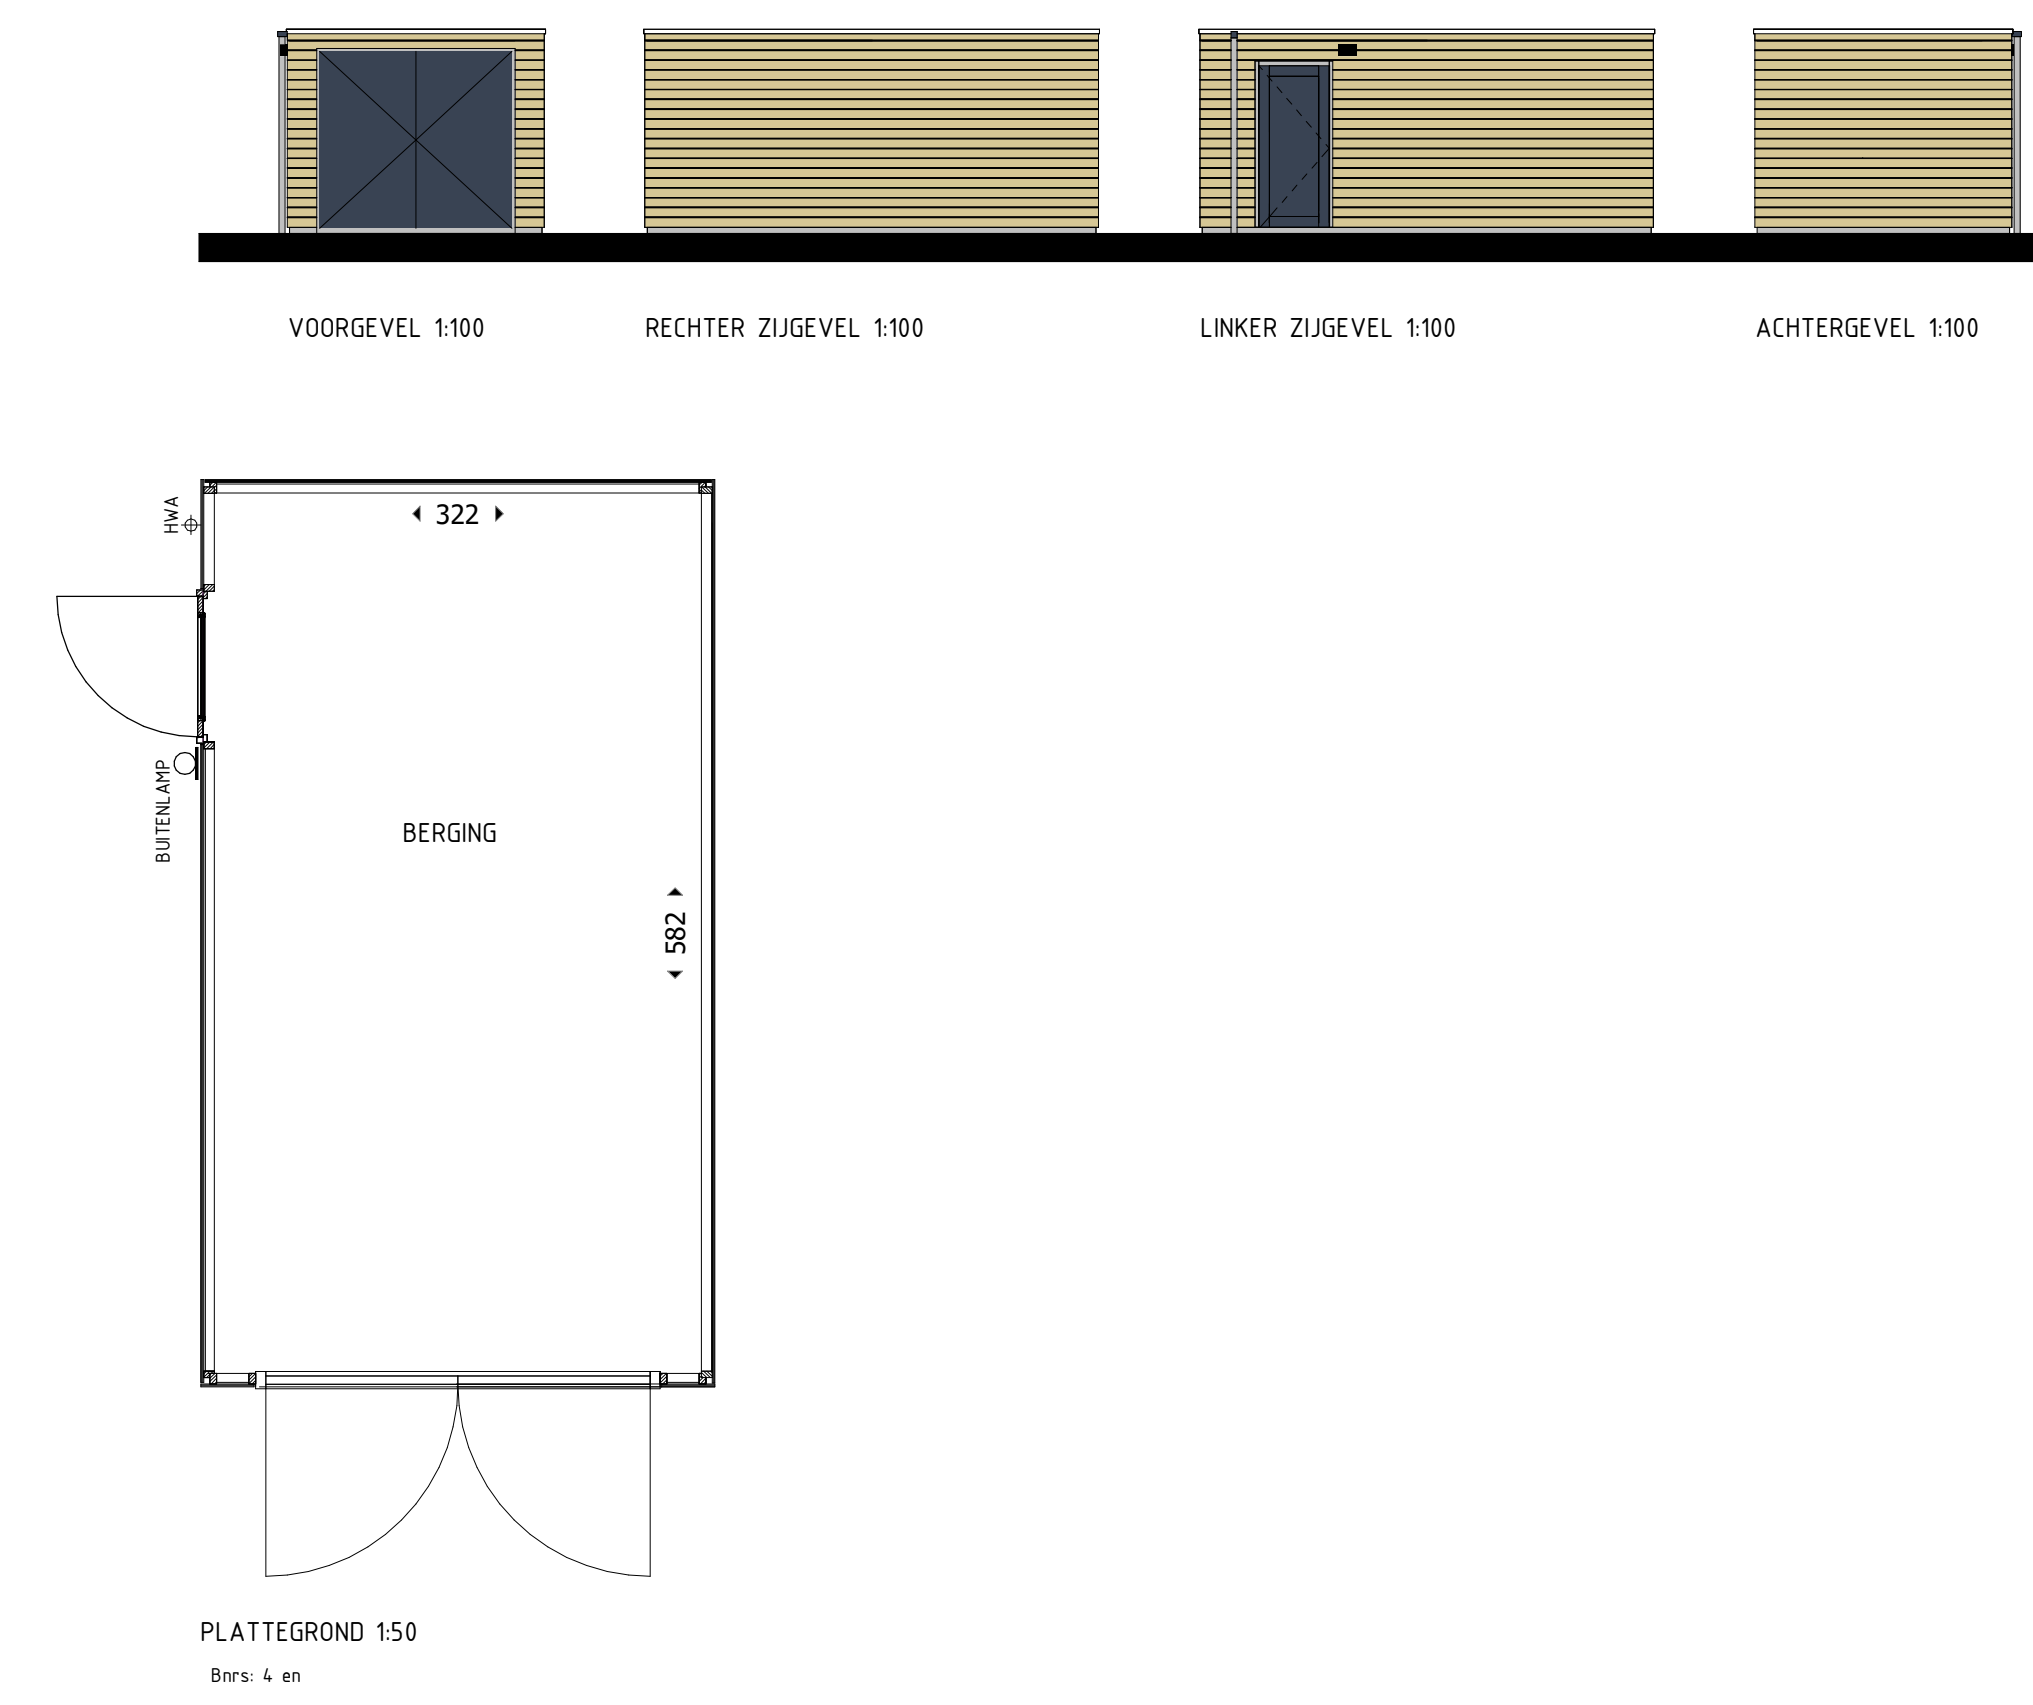 VOORGEVEL 1:100
RECHTER ZIJGEVEL 1:100
LINKER ZIJGEVEL 1:100
ACHTERGEVEL 1:100
HWA
322
BUITENLAMP
BERGING
582
PLATTEGROND 1:50
Bnrs: 4 en